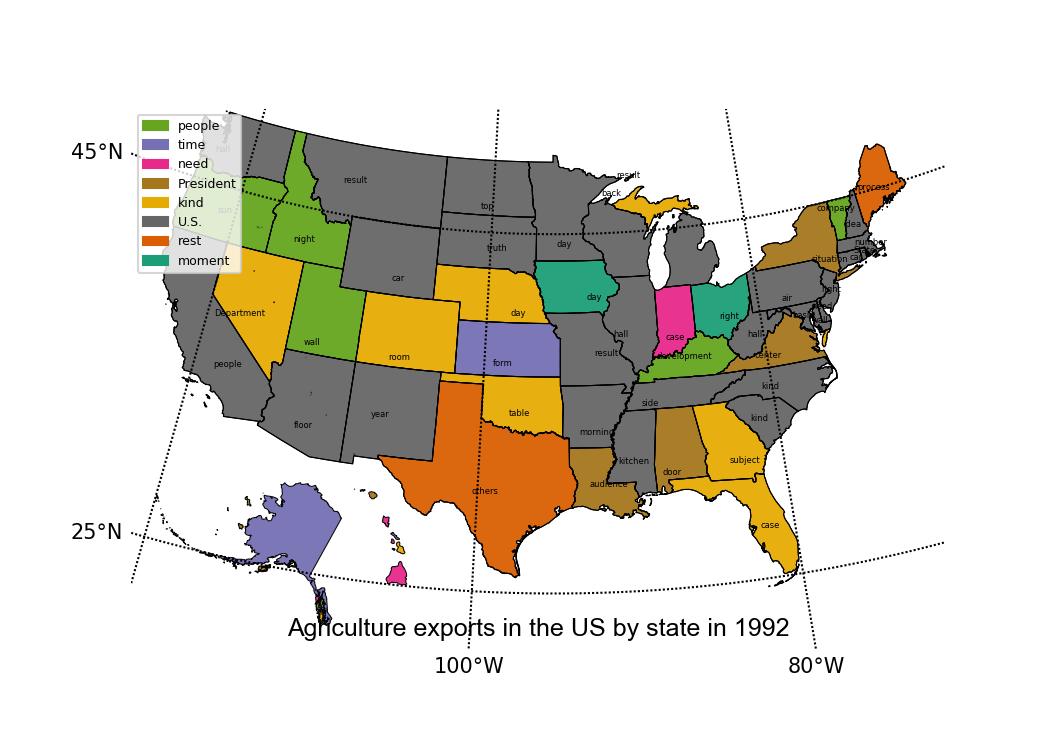 people
time
need
President
kind
U.S.
rest
moment
45°N
25°N
100°W
80°W
hall
sun
night
result
top
truth
car
day
result
back
company
process
idea
number
situation
car
air
right
hall
center
development
case
day
hall
result
day
form
room
wall
Department
people
floor
year
table
morning
side
kind
kind
kitchen
door
subject
audience
others
case
Agriculture exports in the US by state in 1992